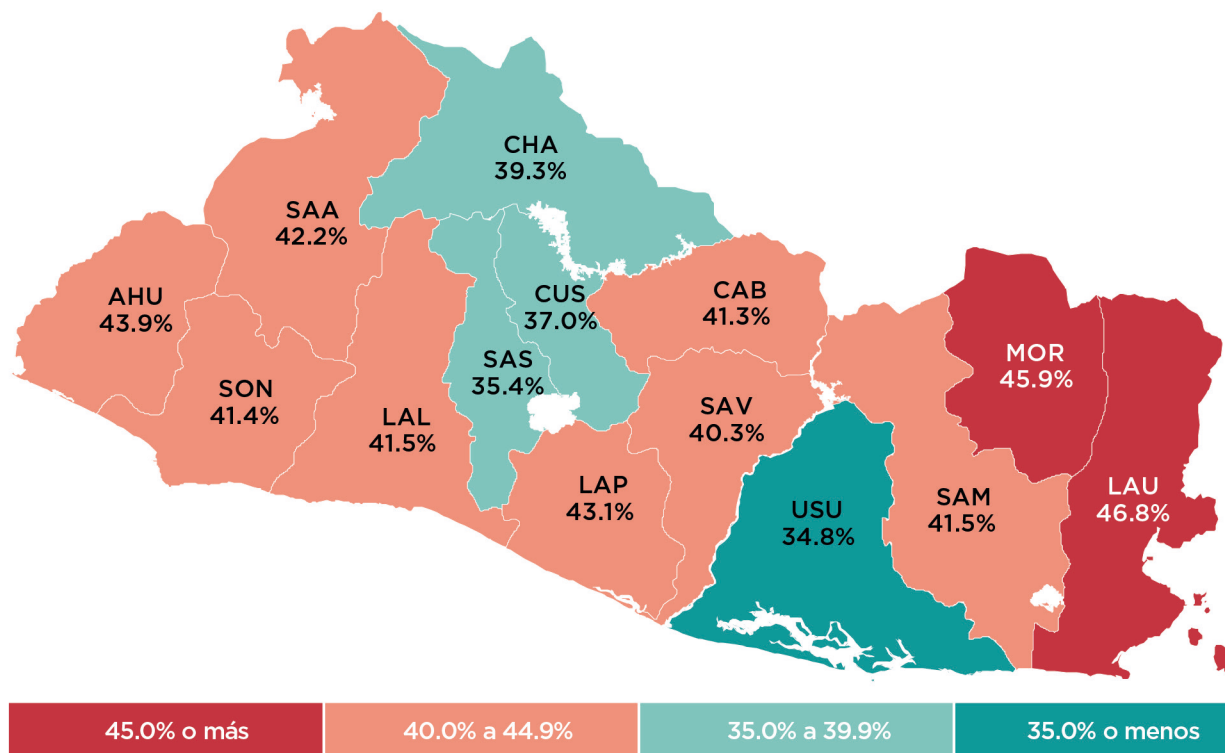 CHA
39.3%
SAA
42.2%
AHU
43.9%
CUS
37.0%
CAB
41.3%
MOR
45.9%
SAS
35.4%
SON
41.4%
LAL
41.5%
SAV
40.3%
LAP
43.1%
USU
34.8%
SAM
41.5%
LAU
46.8%
45.0% o más
40.0% a 44.9%
35.0% a 39.9%
35.0% o menos